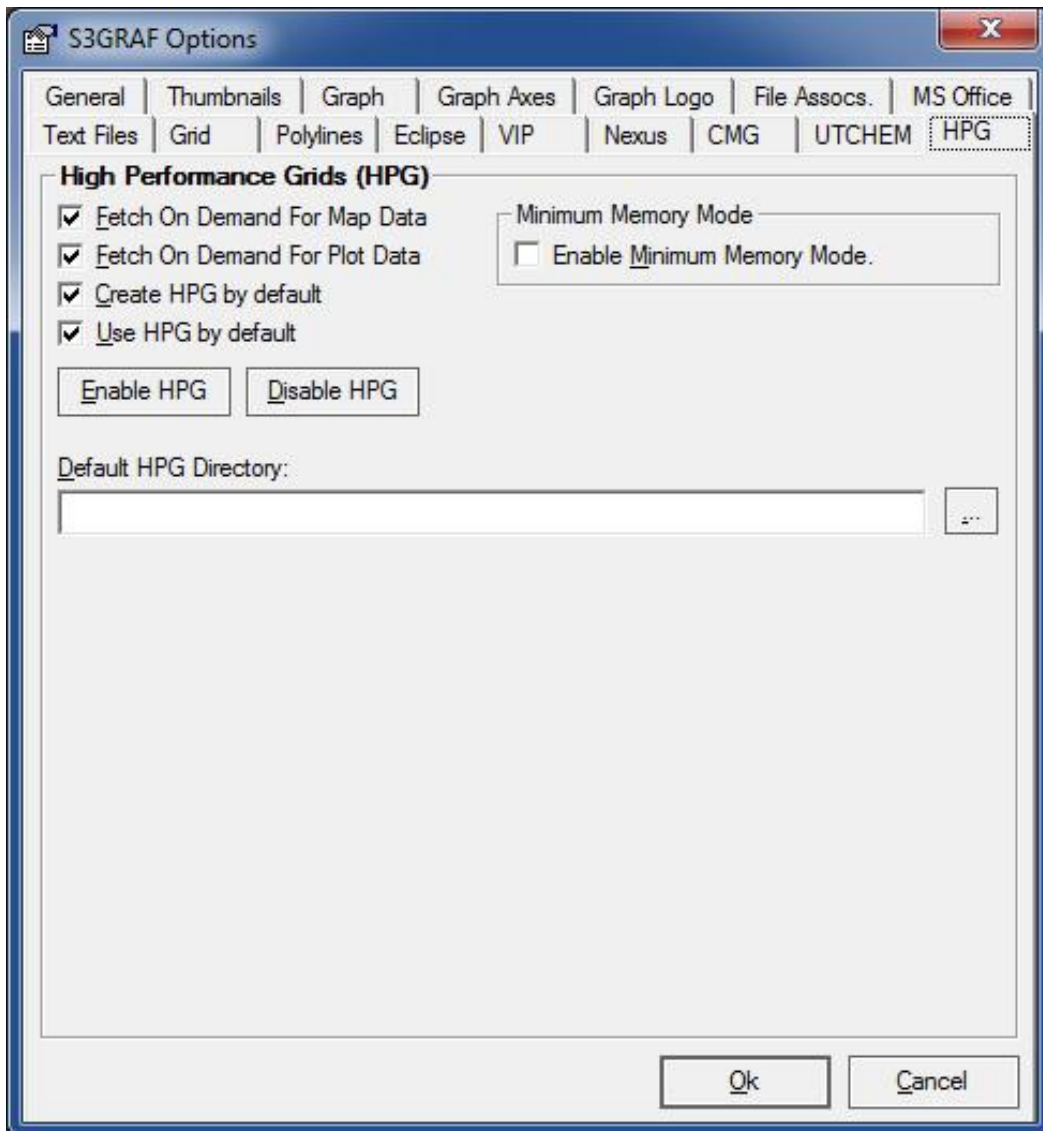 S3GRAF Options
General Thumbnails Graph Graph Axes Graph Logo File Assocs. MS Office
Text Files Grid Polylines Eclipse VIP Nexus CMG UTCHEM HPG
High Performance Grids (HPG)
Fetch On Demand For Map Data
Fetch On Demand For Plot Data
Create HPG by default
Use HPG by default
Minimum Memory Mode
Enable Minimum Memory Mode.
Enable HPG Disable HPG
Default HPG Directory:
...
Ok Cancel